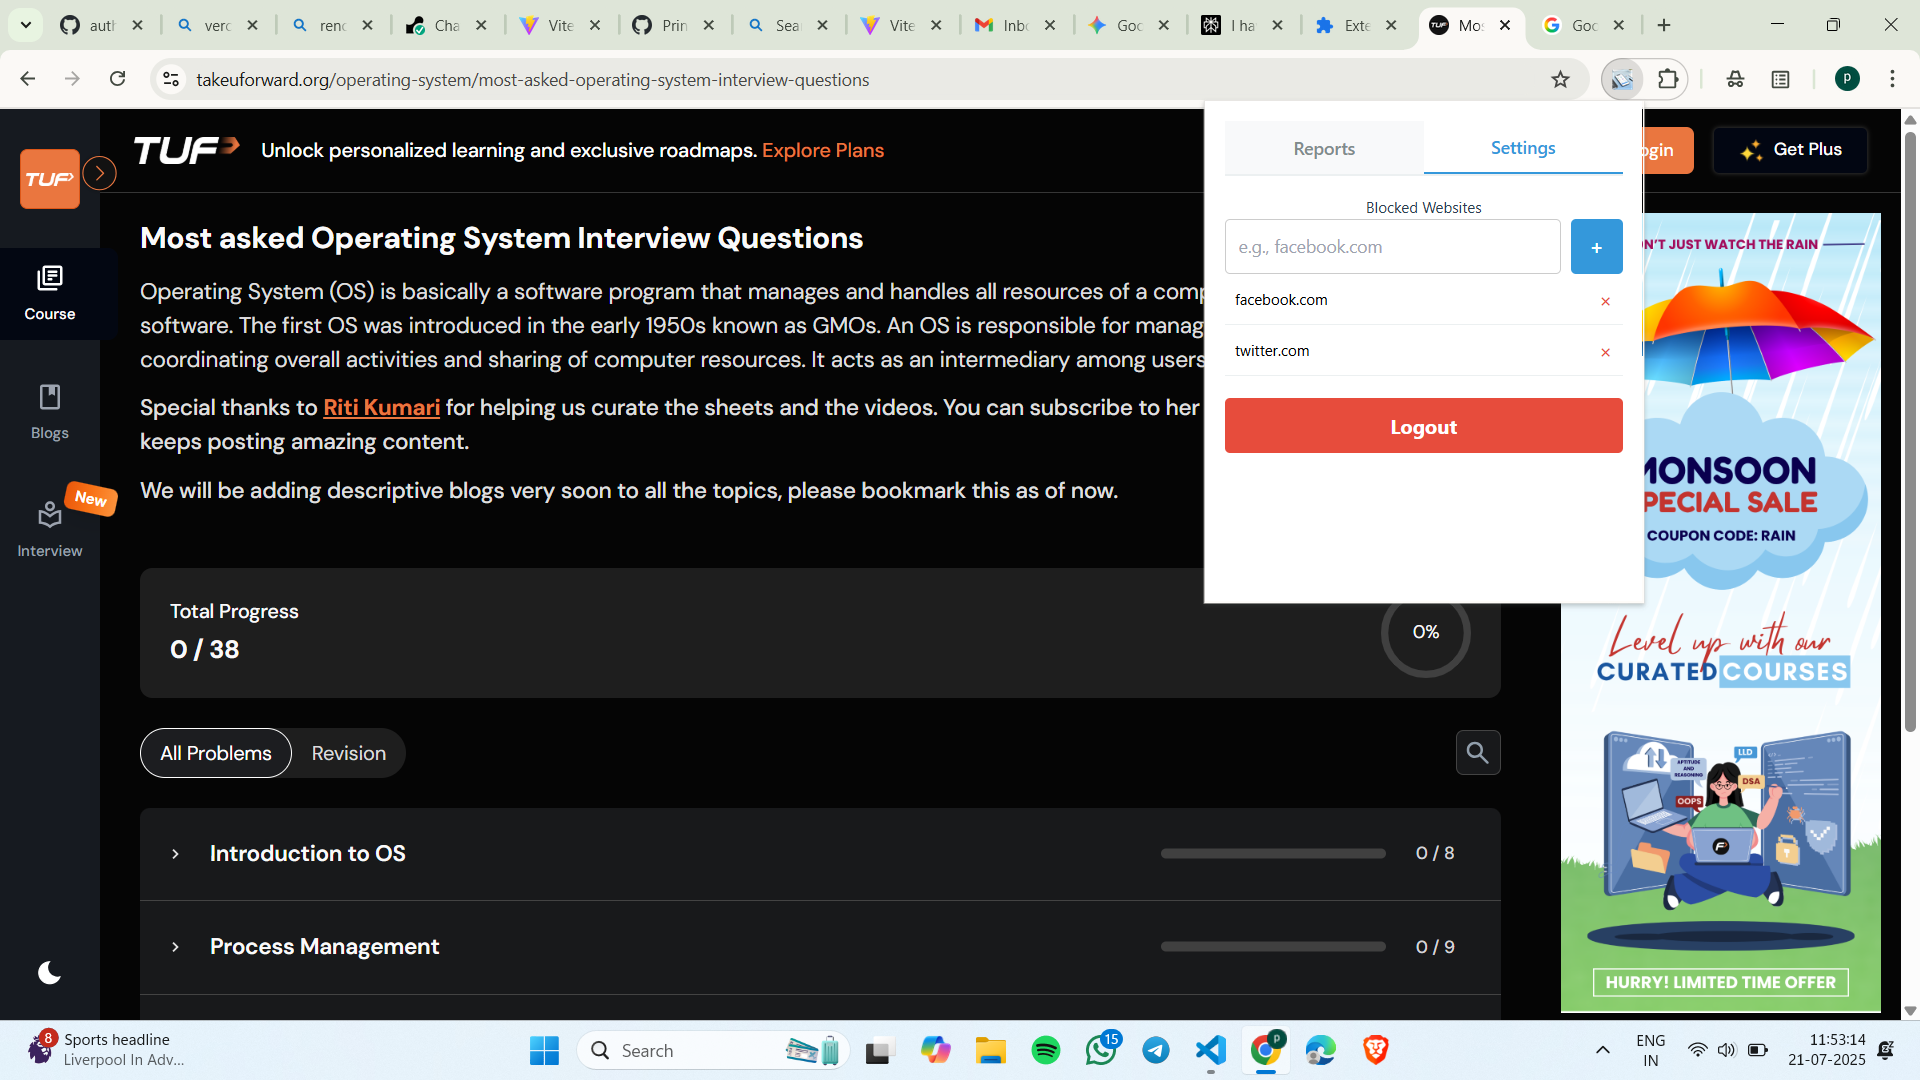 auth
verc
rend
Cha
Vite
Prin
Sear
Vite
Inbo
Goo
I ha
Exte
Mos
Goo
takeuforward.org/operating-system/most-asked-operating-system-interview-questions
P
TUF
TUF
Unlock personalized learning and exclusive roadmaps. Explore Plans
ogin
Get Plus
Course
Blogs
New
Interview
Most asked Operating System Interview Questions
Operating System (OS) is basically a software program that manages and handles all resources of a comp
software. The first OS was introduced in the early 1950s known as GMOs. An OS is responsible for manag
coordinating overall activities and sharing of computer resources. It acts as an intermediary among users
Special thanks to Riti Kumari for helping us curate the sheets and the videos. You can subscribe to her
keeps posting amazing content.
We will be adding descriptive blogs very soon to all the topics, please bookmark this as of now.
Total Progress
0 / 38
0%
All Problems
Revision
Introduction to OS
0 / 8
Process Management
0 / 9
Reports
Settings
Blocked Websites
e.g., facebook.com
+
facebook.com
×
twitter.com
×
Logout
N'T JUST WATCH THE RAIN
MONSOON
PECIAL SALE
COUPON CODE: RAIN
Level up with our
CURATED COURSES
LLD
APTITUDE
AND
REASONING
DSA
OOPS
HURRY! LIMITED TIME OFFER
8
Sports headline
Liverpool In Adv...
Search
15
P
ENG
IN
11:53:14
21-07-2025